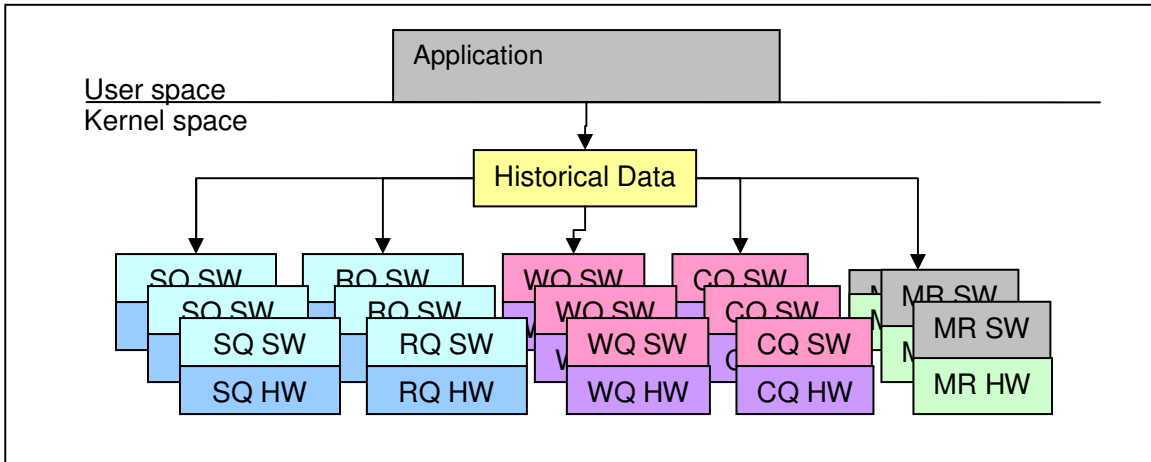 Application
User space
Kernel space
Historical Data
SQ SW
RQ SW
WQ SW
CQ SW
MR SW
SQ SW
RQ SW
WQ SW
CQ SW
MR SW
SQ SW
RQ SW
WQ SW
CQ SW
SQ HW
RQ HW
WQ HW
CQ HW
MR HW